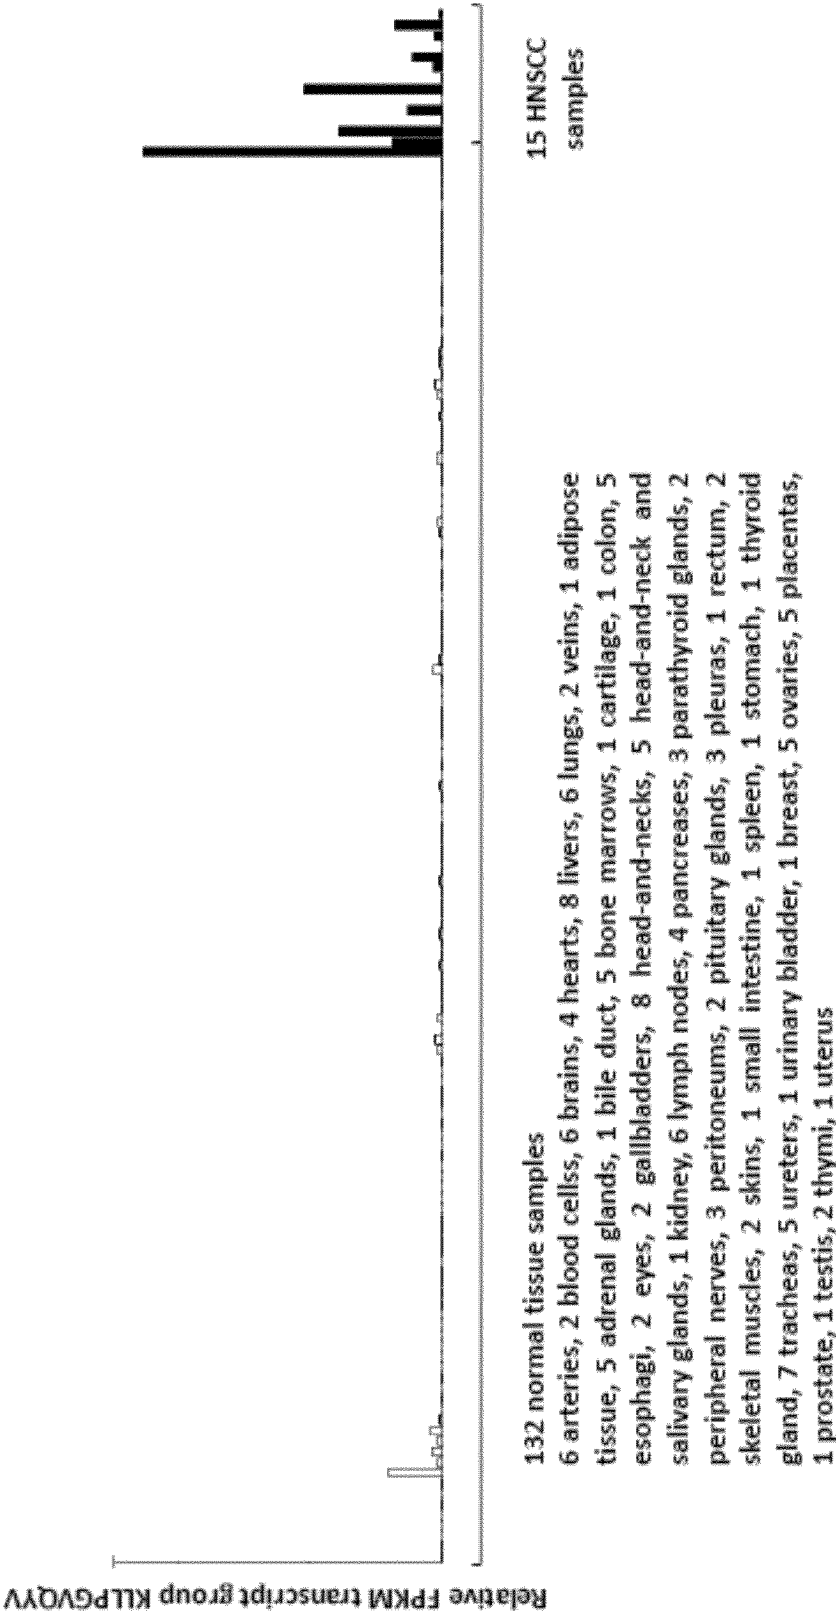 Relative FPKM transcript group KLLPGVQYV
132 normal tissue samples
6 arteries, 2 blood cellss, 6 brains, 4 hearts, 8 livers, 6 lungs, 2 veins, 1 adipose
tissue, 5 adrenal glands, 1 bile duct, 5 bone marrows, 1 cartilage, 1 colon, 5
esophagi, 2 eyes, 2 gallbladders, 8 head-and-necks, 5 head-and-neck and
salivary glands, 1 kidney, 6 lymph nodes, 4 pancreases, 3 parathyroid glands, 2
peripheral nerves, 3 peritoneums, 2 pituitary glands, 3 pleuras, 1 rectum, 2
skeletal muscles, 2 skins, 1 small intestine, 1 spleen, 1 stomach, 1 thyroid
gland, 7 tracheas, 5 ureters, 1 urinary bladder, 1 breast, 5 ovaries, 5 placentas,
1 prostate, 1 testis, 2 thymi, 1 uterus
15 HNSCC
samples